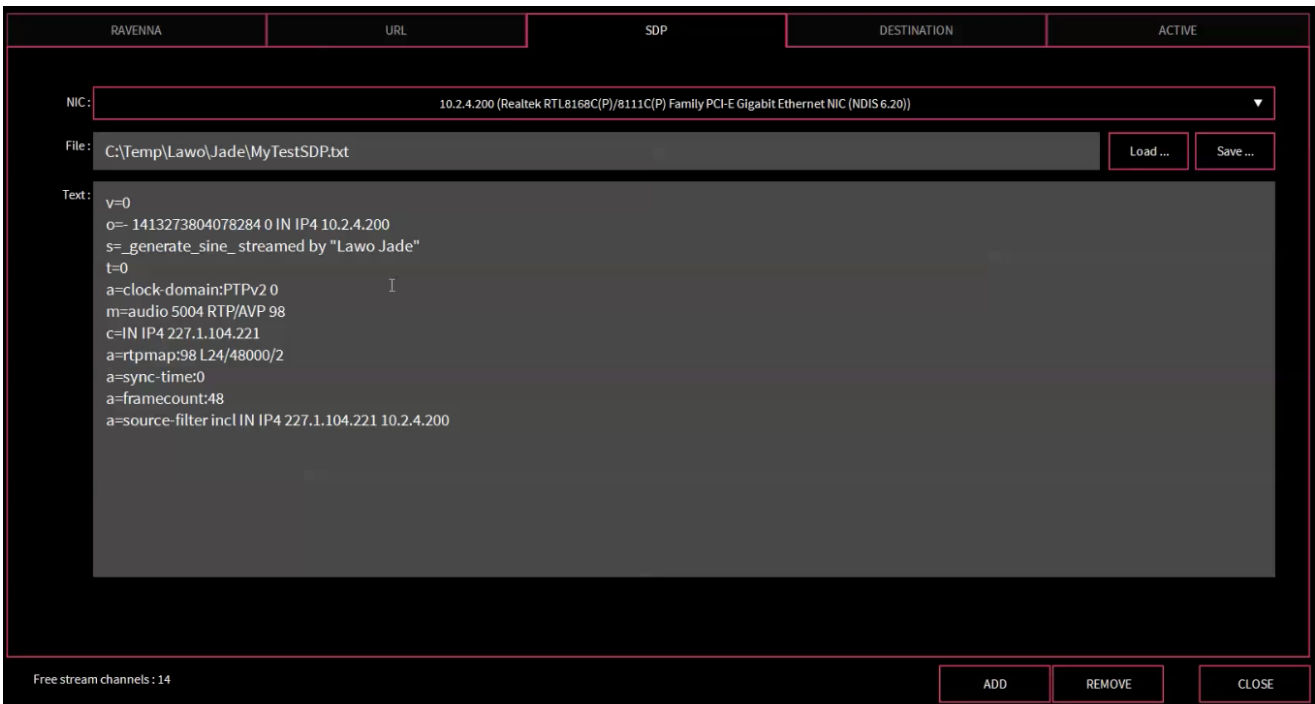 RAVENNA URL SDP DESTINATION ACTIVE
NIC : 10.2.4.200 (Realtek RTL8168C(P)/8111C(P) Family PCI-E Gigabit Ethernet NIC (NDIS 6.20)) ▼
File : C:\Temp\Lawo\Jade\MyTestSDP.txt Load ... Save ...
Text : v=0
o=- 1413273804078284 0 IN IP4 10.2.4.200
s=_generate_sine_ streamed by "Lawo Jade"
t=0
a=clock-domain:PTPv2 0
m=audio 5004 RTP/AVP 98
c=IN IP4 227.1.104.221
a=rtpmap:98 L24/48000/2
a=sync-time:0
a=framecount:48
a=source-filter incl IN IP4 227.1.104.221 10.2.4.200
Free stream channels : 14 ADD REMOVE CLOSE